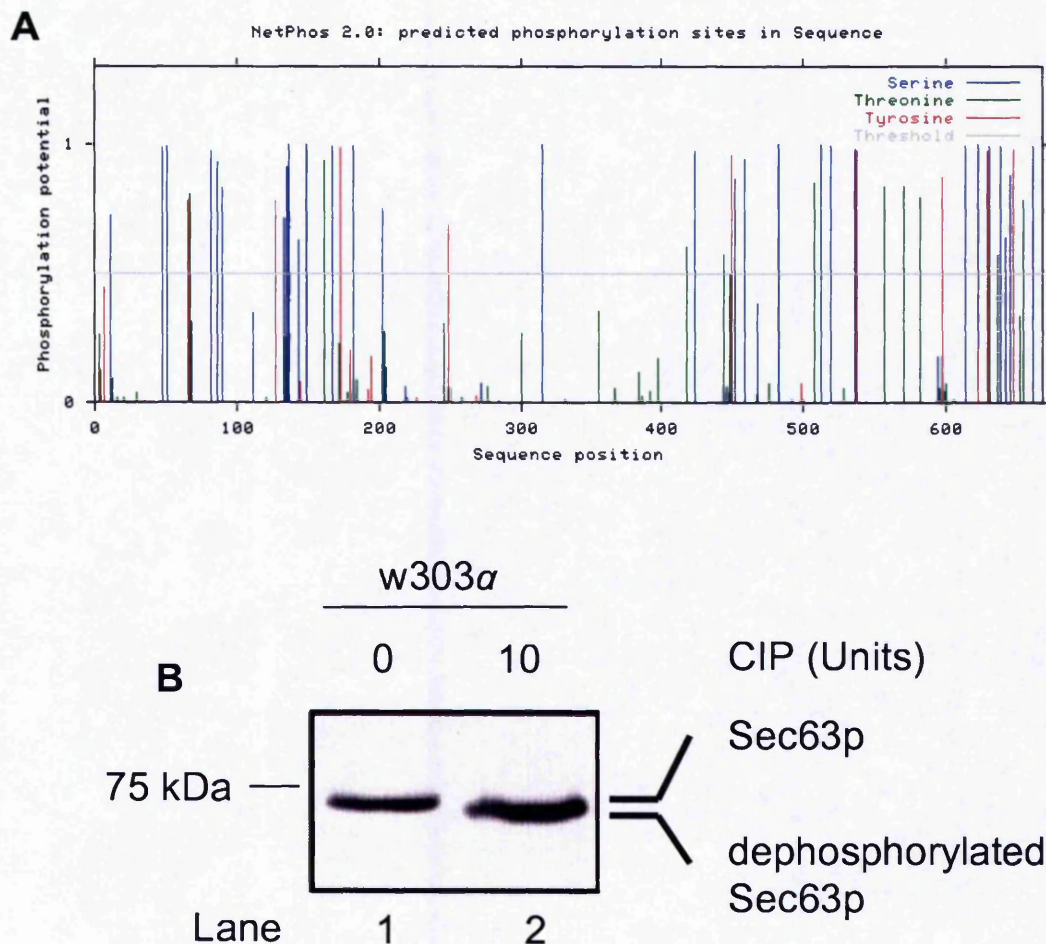 A
NetPhos 2.0: predicted phosphorylation sites in Sequence
Phosphorylation potential
1
0
Serine
Threonine
Tyrosine
Threshold
0 100 200 300 400 500 600
Sequence position
w303α
B
0 10 CIP (Units)
75 kDa
Sec63p
dephosphorylated
Sec63p
Lane 1 2